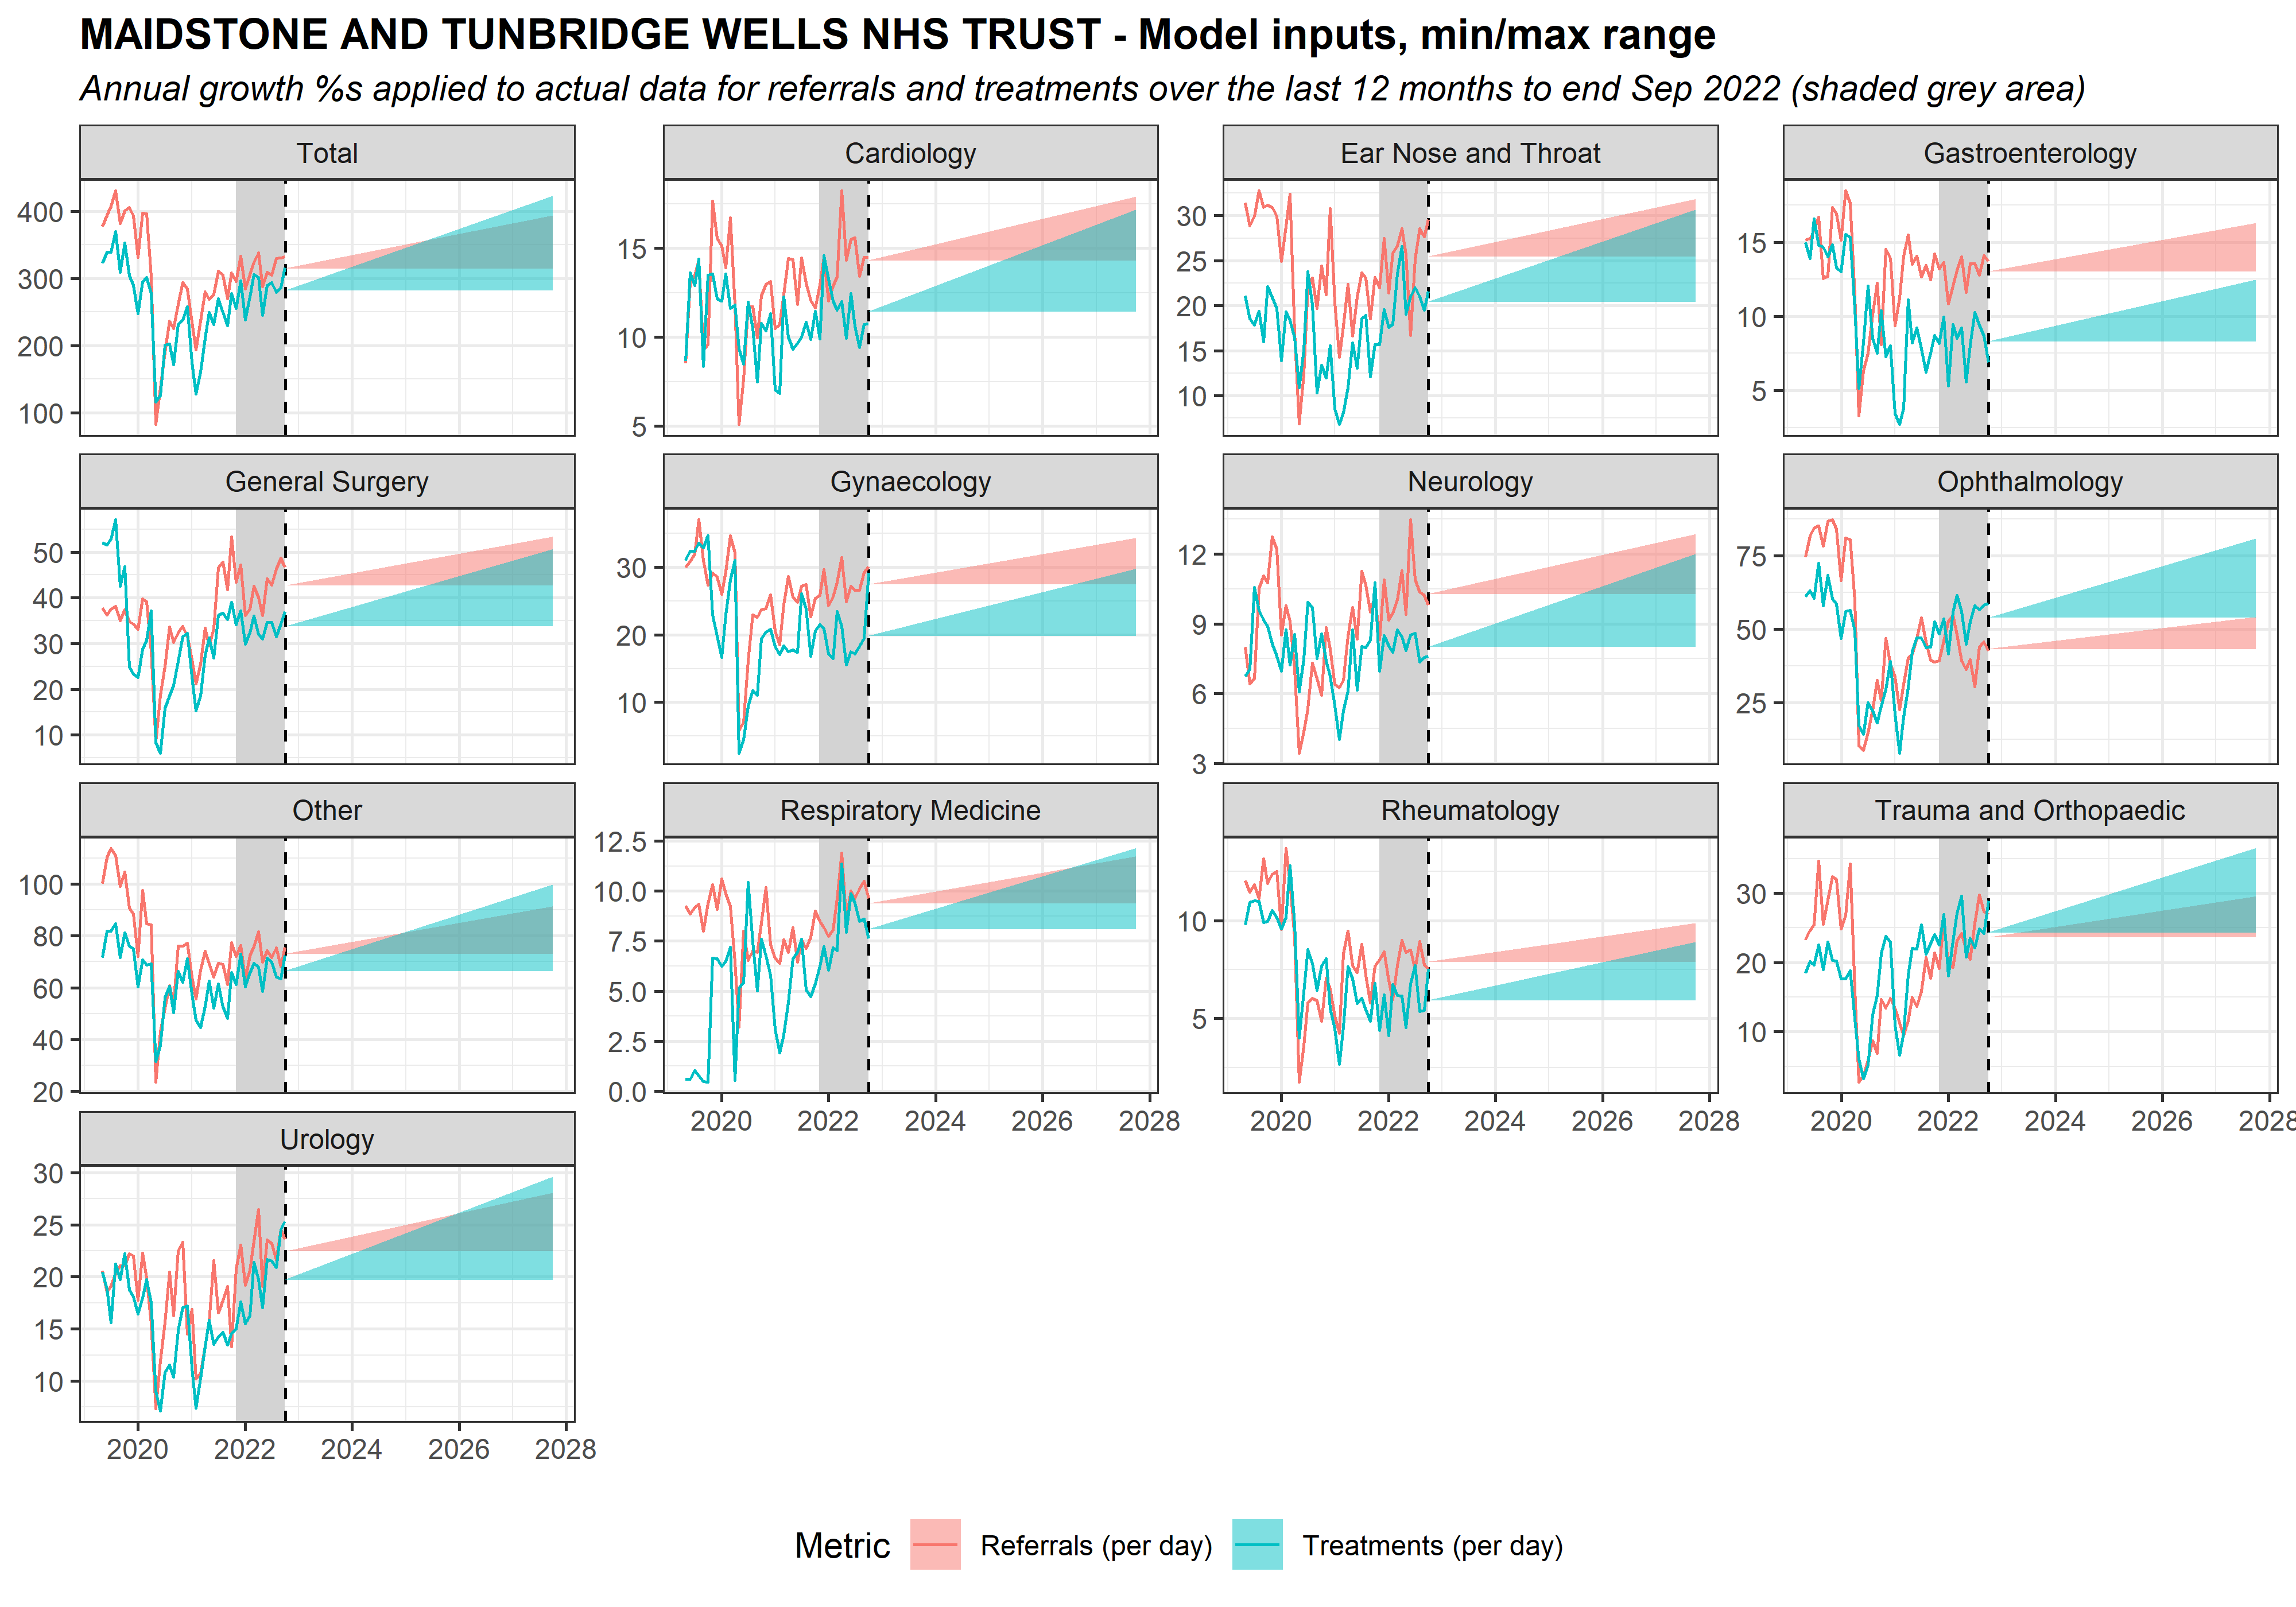 MAIDSTONE AND TUNBRIDGE WELLS NHS TRUST - Model inputs, min/max range
Annual growth %s applied to actual data for referrals and treatments over the last 12 months to end Sep 2022 (shaded grey area)
Total
400
300
200
100
Cardiology
15
10
5
Ear Nose and Throat
30
25
20
15
10
Gastroenterology
15
10
5
General Surgery
50
40
30
20
10
Gynaecology
30
20
10
Neurology
12
9
6
3
Ophthalmology
75
50
25
Other
100
80
60
40
20
Respiratory Medicine
12.5
10.0
7.5
5.0
2.5
0.0
2020 2022 2024 2026 2028
Rheumatology
10
5
2020 2022 2024 2026 2028
Trauma and Orthopaedic
30
20
10
2020 2022 2024 2026 2028
Urology
30
25
20
15
10
2020 2022 2024 2026 2028
Metric Referrals (per day) Treatments (per day)